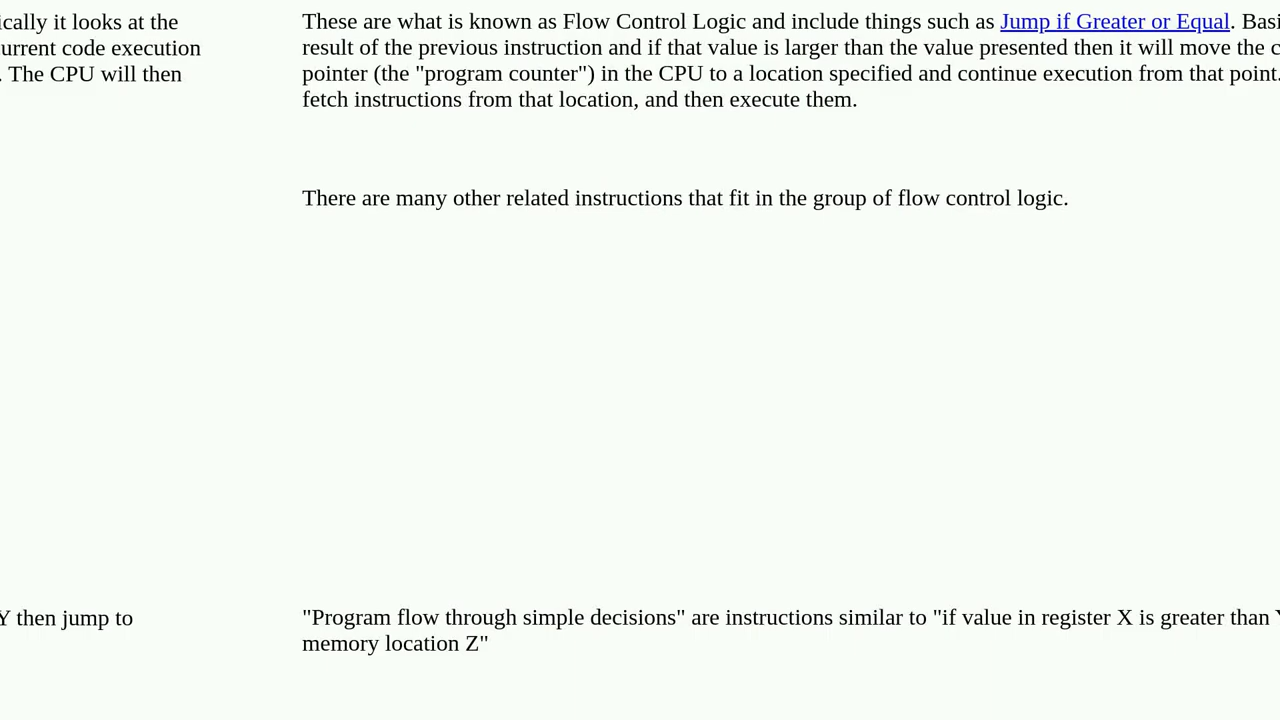 These are what is known as Flow Control Logic and include things such as Jump if Greater or Equal. Basically it looks at the
result of the previous instruction and if that value is larger than the value presented then it will move the current code execution
pointer (the "program counter") in the CPU to a location specified and continue execution from that point. The CPU will then
fetch instructions from that location, and then execute them.
There are many other related instructions that fit in the group of flow control logic.
"Program flow through simple decisions" are instructions similar to "if value in register X is greater than Y then jump to
memory location Z"